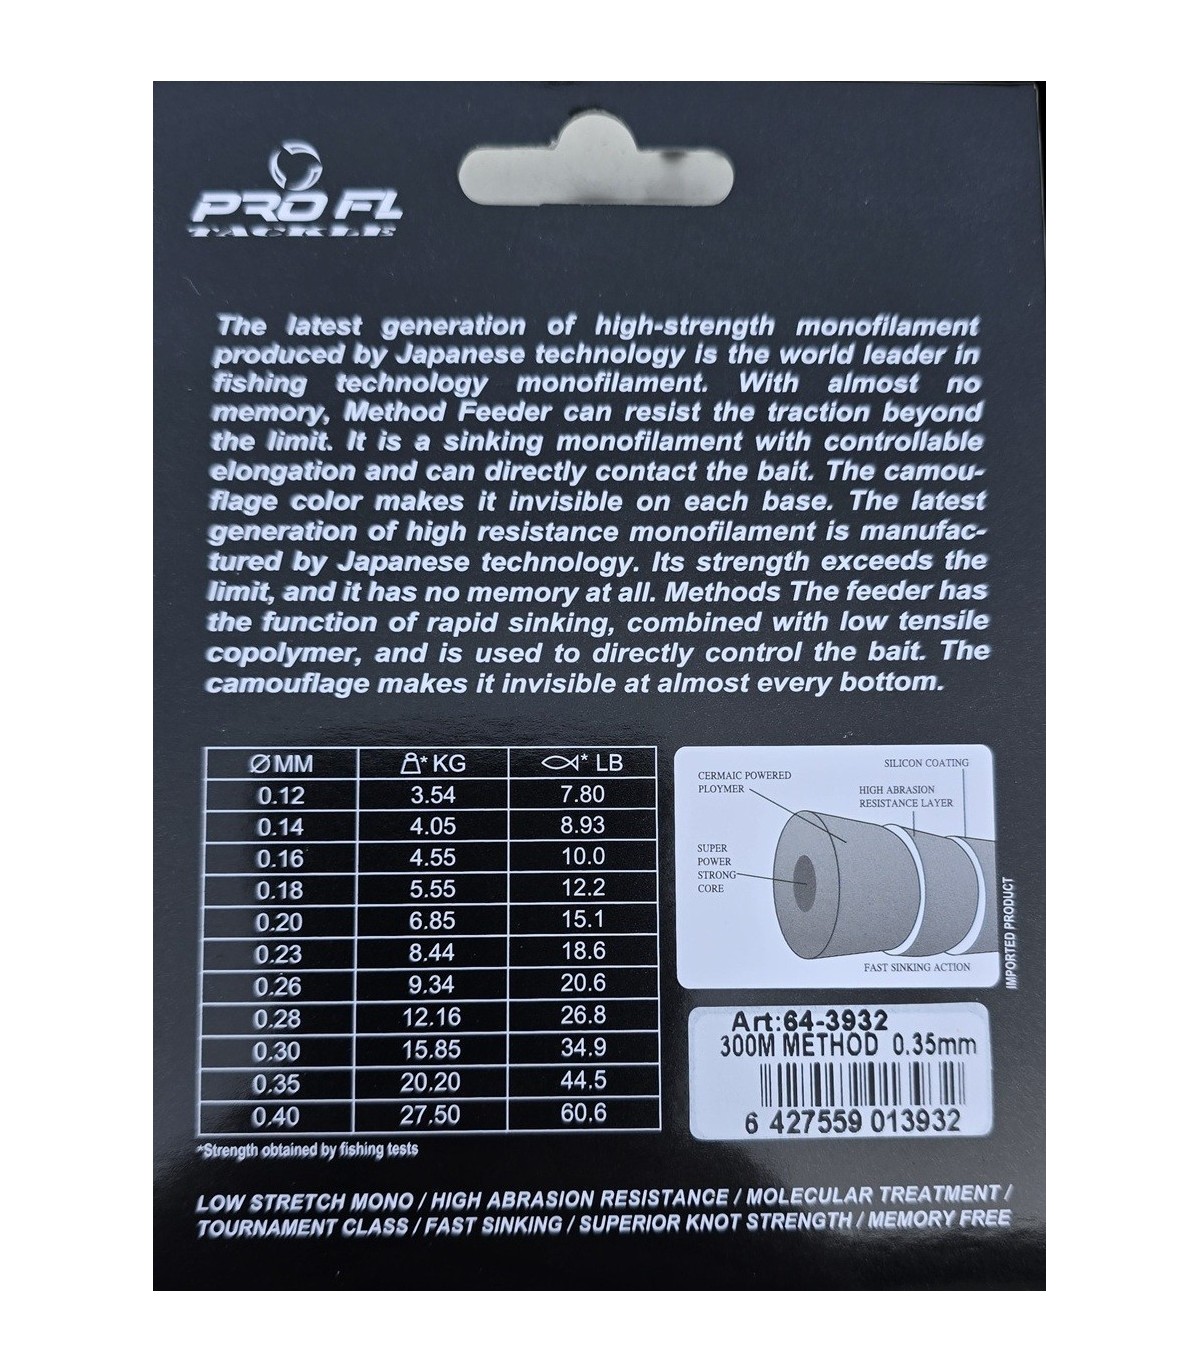 PRO FL
TACKLE
The latest generation of high-strength monofilament
produced by Japanese technology is the world leader in
fishing technology monofilament. With almost no
memory, Method Feeder can resist the traction beyond
the limit. It is a sinking monofilament with controllable
elongation and can directly contact the bait. The camou-
flage color makes it invisible on each base. The latest
generation of high resistance monofilament is manufac-
tured by Japanese technology. Its strength exceeds the
limit, and it has no memory at all. Methods The feeder has
the function of rapid sinking, combined with low tensile
copolymer, and is used to directly control the bait. The
camouflage makes it invisible at almost every bottom.
Ø MM * KG * LB
0.12 3.54 7.80
0.14 4.05 8.93
0.16 4.55 10.0
0.18 5.55 12.2
0.20 6.85 15.1
0.23 8.44 18.6
0.26 9.34 20.6
0.28 12.16 26.8
0.30 15.85 34.9
0.35 20.20 44.5
0.40 27.50 60.6
*Strength obtained by fishing tests
SILICON COATING
CERMAIC POWERED
PLOYMER
HIGH ABRASION
RESISTANCE LAYER
SUPER
POWER
STRONG
CORE
FAST SINKING ACTION
IMPORTED PRODUCT
Art:64-3932
300M METHOD 0.35mm
6 427559 013932
LOW STRETCH MONO / HIGH ABRASION RESISTANCE / MOLECULAR TREATMENT /
TOURNAMENT CLASS / FAST SINKING / SUPERIOR KNOT STRENGTH / MEMORY FREE